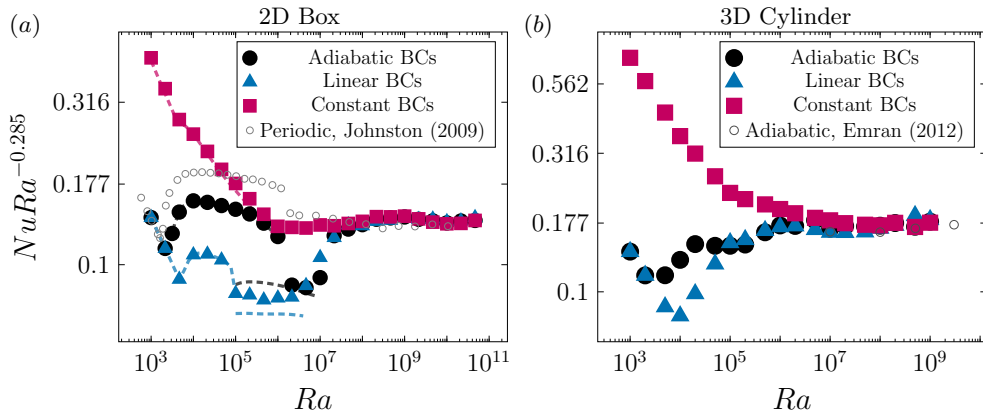 (a) 2D Box
Adiabatic BCs
Linear BCs
Constant BCs
Periodic, Johnston (2009)
NuRa^{-0.285}
0.316
0.177
0.1
10^3 10^5 10^7 10^9 10^{11}
Ra
(b) 3D Cylinder
Adiabatic BCs
Linear BCs
Constant BCs
Adiabatic, Emran (2012)
0.562
0.316
0.177
0.1
10^3 10^5 10^7 10^9
Ra